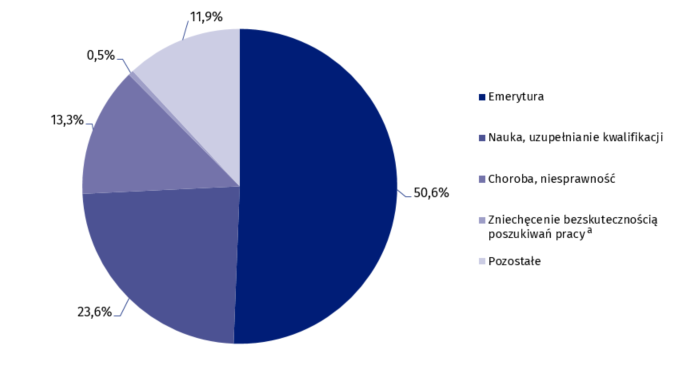 11,9%
0,5%
13,3%
50,6%
23,6%
Emerytura
Nauka, uzupełnianie kwalifikacji
Choroba, niesprawność
Zniechęcenie bezskutecznością
poszukiwań pracy a
Pozostałe